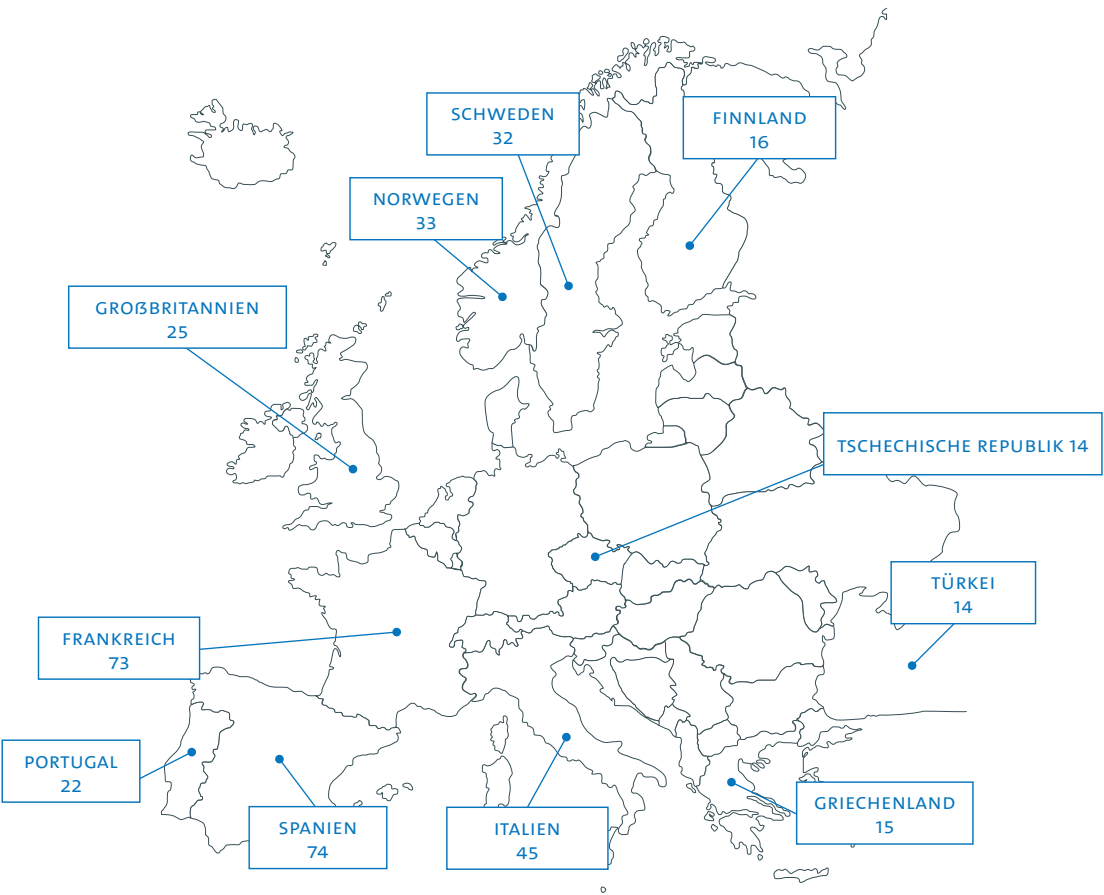 SCHWEDEN
32
FINNLAND
16
NORWEGEN
33
GROẞBRITANNIEN
25
TSCHECHISCHE REPUBLIK 14
TÜRKEI
14
FRANKREICH
73
PORTUGAL
22
SPANIEN
74
ITALIEN
45
GRIECHENLAND
15